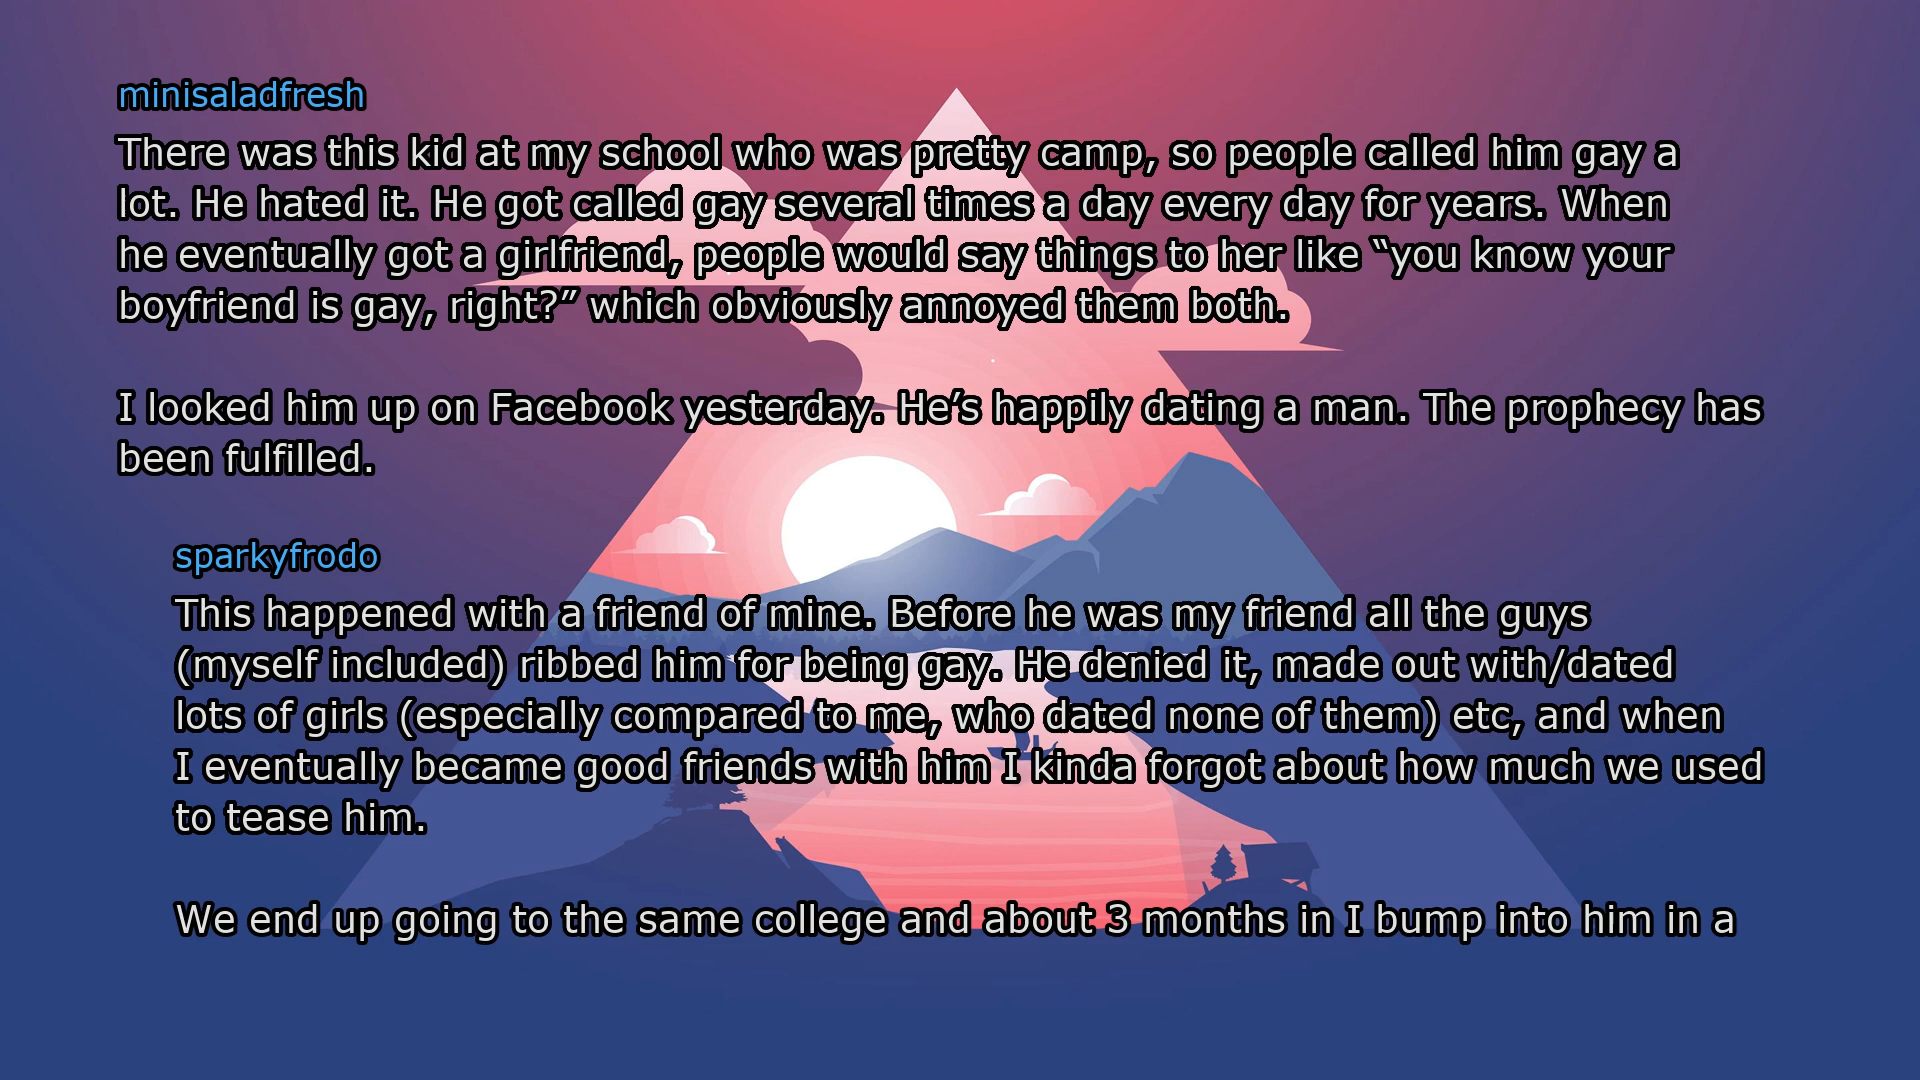 minisaladfresh
There was this kid at my school who was pretty camp, so people called him gay a
lot. He hated it. He got called gay several times a day every day for years. When
he eventually got a girlfriend, people would say things to her like “you know your
boyfriend is gay, right?” which obviously annoyed them both.
I looked him up on Facebook yesterday. He’s happily dating a man. The prophecy has
been fulfilled.
sparkyfrodo
This happened with a friend of mine. Before he was my friend all the guys
(myself included) ribbed him for being gay. He denied it, made out with/dated
lots of girls (especially compared to me, who dated none of them) etc, and when
I eventually became good friends with him I kinda forgot about how much we used
to tease him.
We end up going to the same college and about 3 months in I bump into him in a